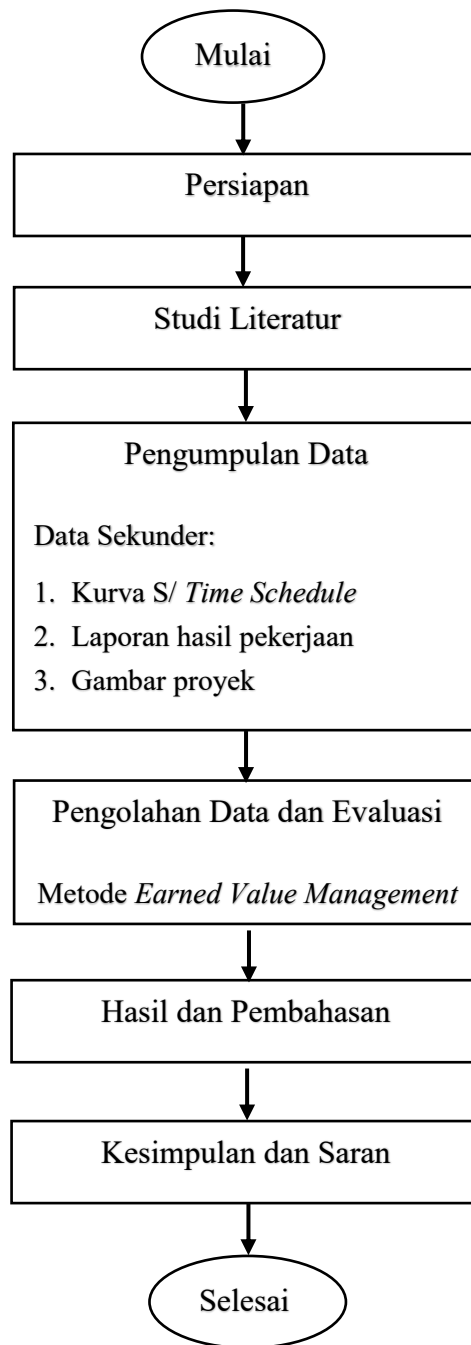 Mulai
Persiapan
Studi Literatur
Pengumpulan Data
Data Sekunder:
1. Kurva S/ Time Schedule
2. Laporan hasil pekerjaan
3. Gambar proyek
Pengolahan Data dan Evaluasi
Metode Earned Value Management
Hasil dan Pembahasan
Kesimpulan dan Saran
Selesai